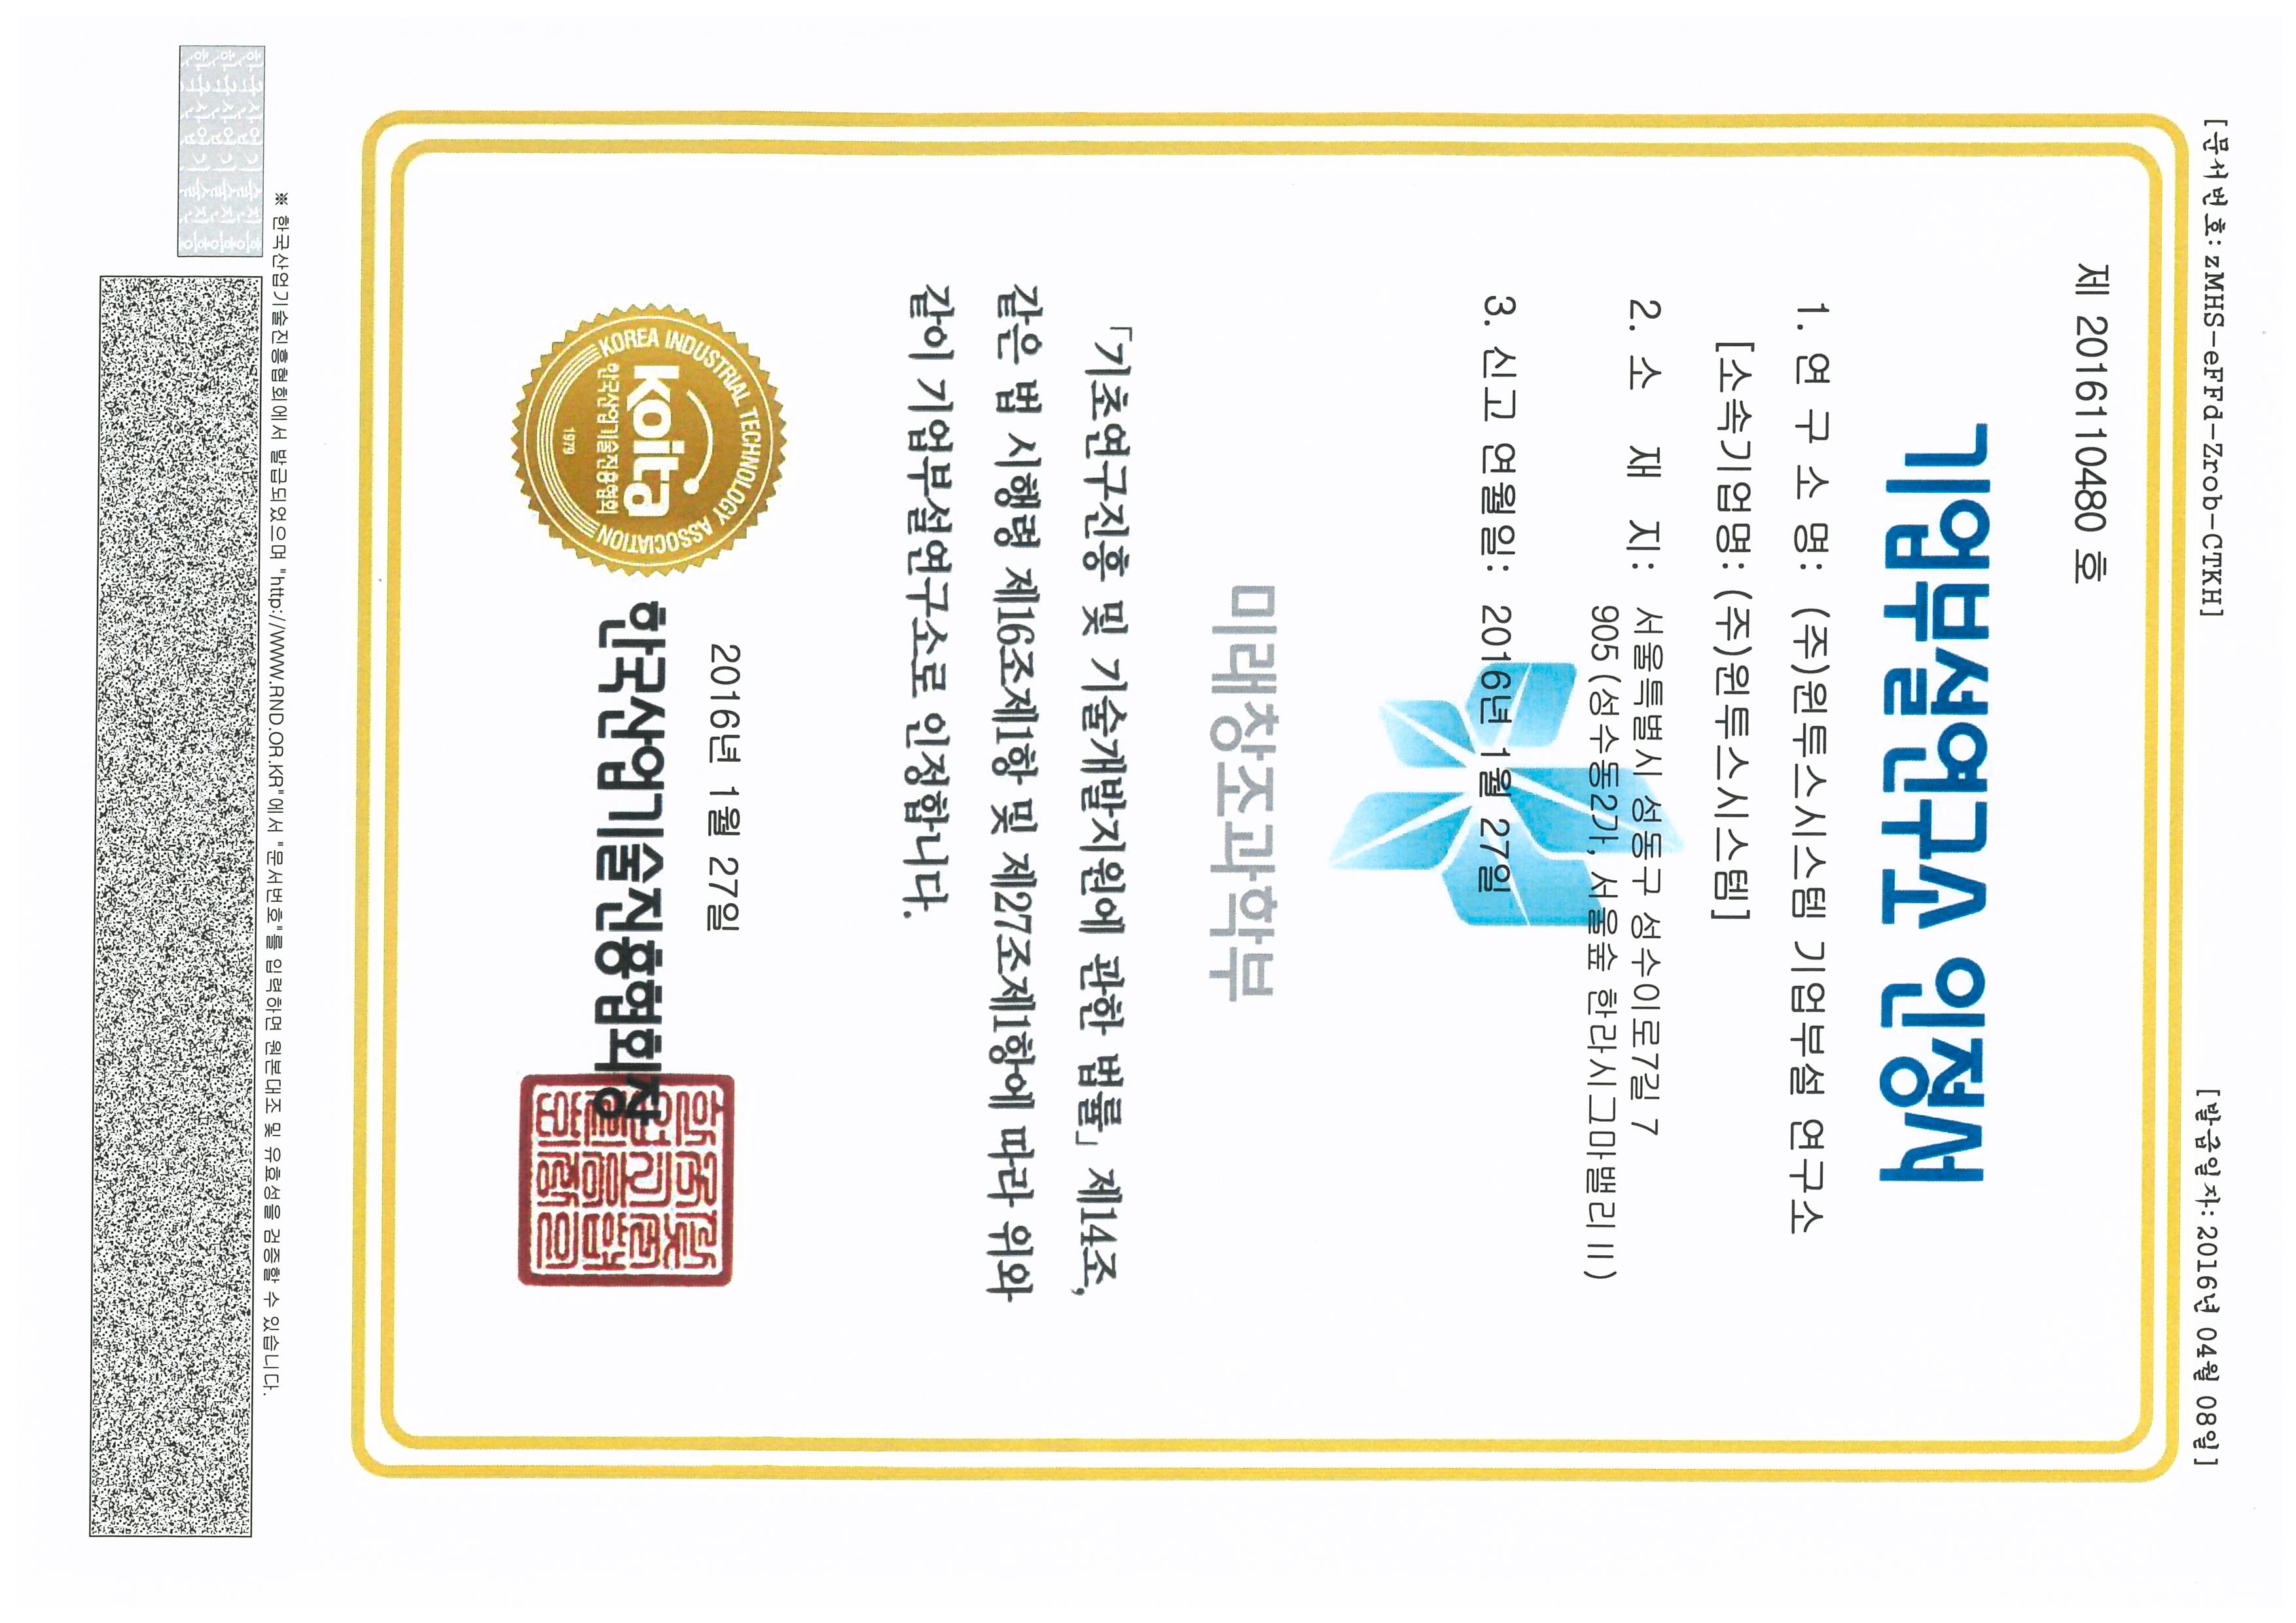 [문서번호: zMHS-eFFd-Zrob-CTKH]
[발급일자: 2016년 04월 08일]
제 2016110480 호
기업부설연구소 인정서
1. 연 구 소 명: (주)윈투스시스템 기업부설 연구소
[소속기업명: (주)윈투스시스템]
2. 소 재 지: 서울특별시 성동구 성수이로7길 7
905 (성수동2가, 서울숲 한라시그마밸리Ⅱ)
3. 신고 연월일: 2016년 1월 27일
미래창조과학부
「기초연구진흥 및 기술개발지원에 관한 법률」 제14조,
같은 법 시행령 제16조제1항 및 제27조제1항에 따라 위와
같이 기업부설연구소로 인정합니다.
KOREA INDUSTRIAL TECHNOLOGY ASSOCIATION
koita
한국산업기술진흥협회
1979
2016년 1월 27일
한국산업기술진흥협회장
※ 한국산업기술진흥협회에서 발급되었으며 "http://WWW.RND.OR.KR"에서 "문서번호"를 입력하면 원본대조 및 유효성을 검증할 수 있습니다.
한국산업기술진흥
한국산업기술진흥
한국산업기술진흥